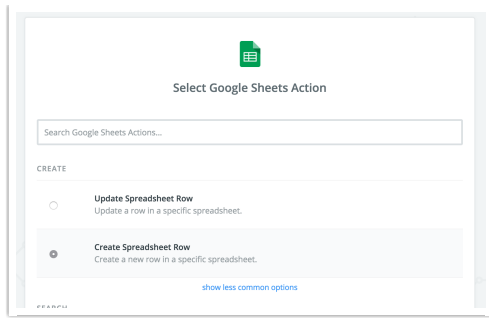 Select Google Sheets Action
Search Google Sheets Actions...
CREATE
Update Spreadsheet Row
Update a row in a specific spreadsheet.
Create Spreadsheet Row
Create a new row in a specific spreadsheet.
show less common options
SEARCH